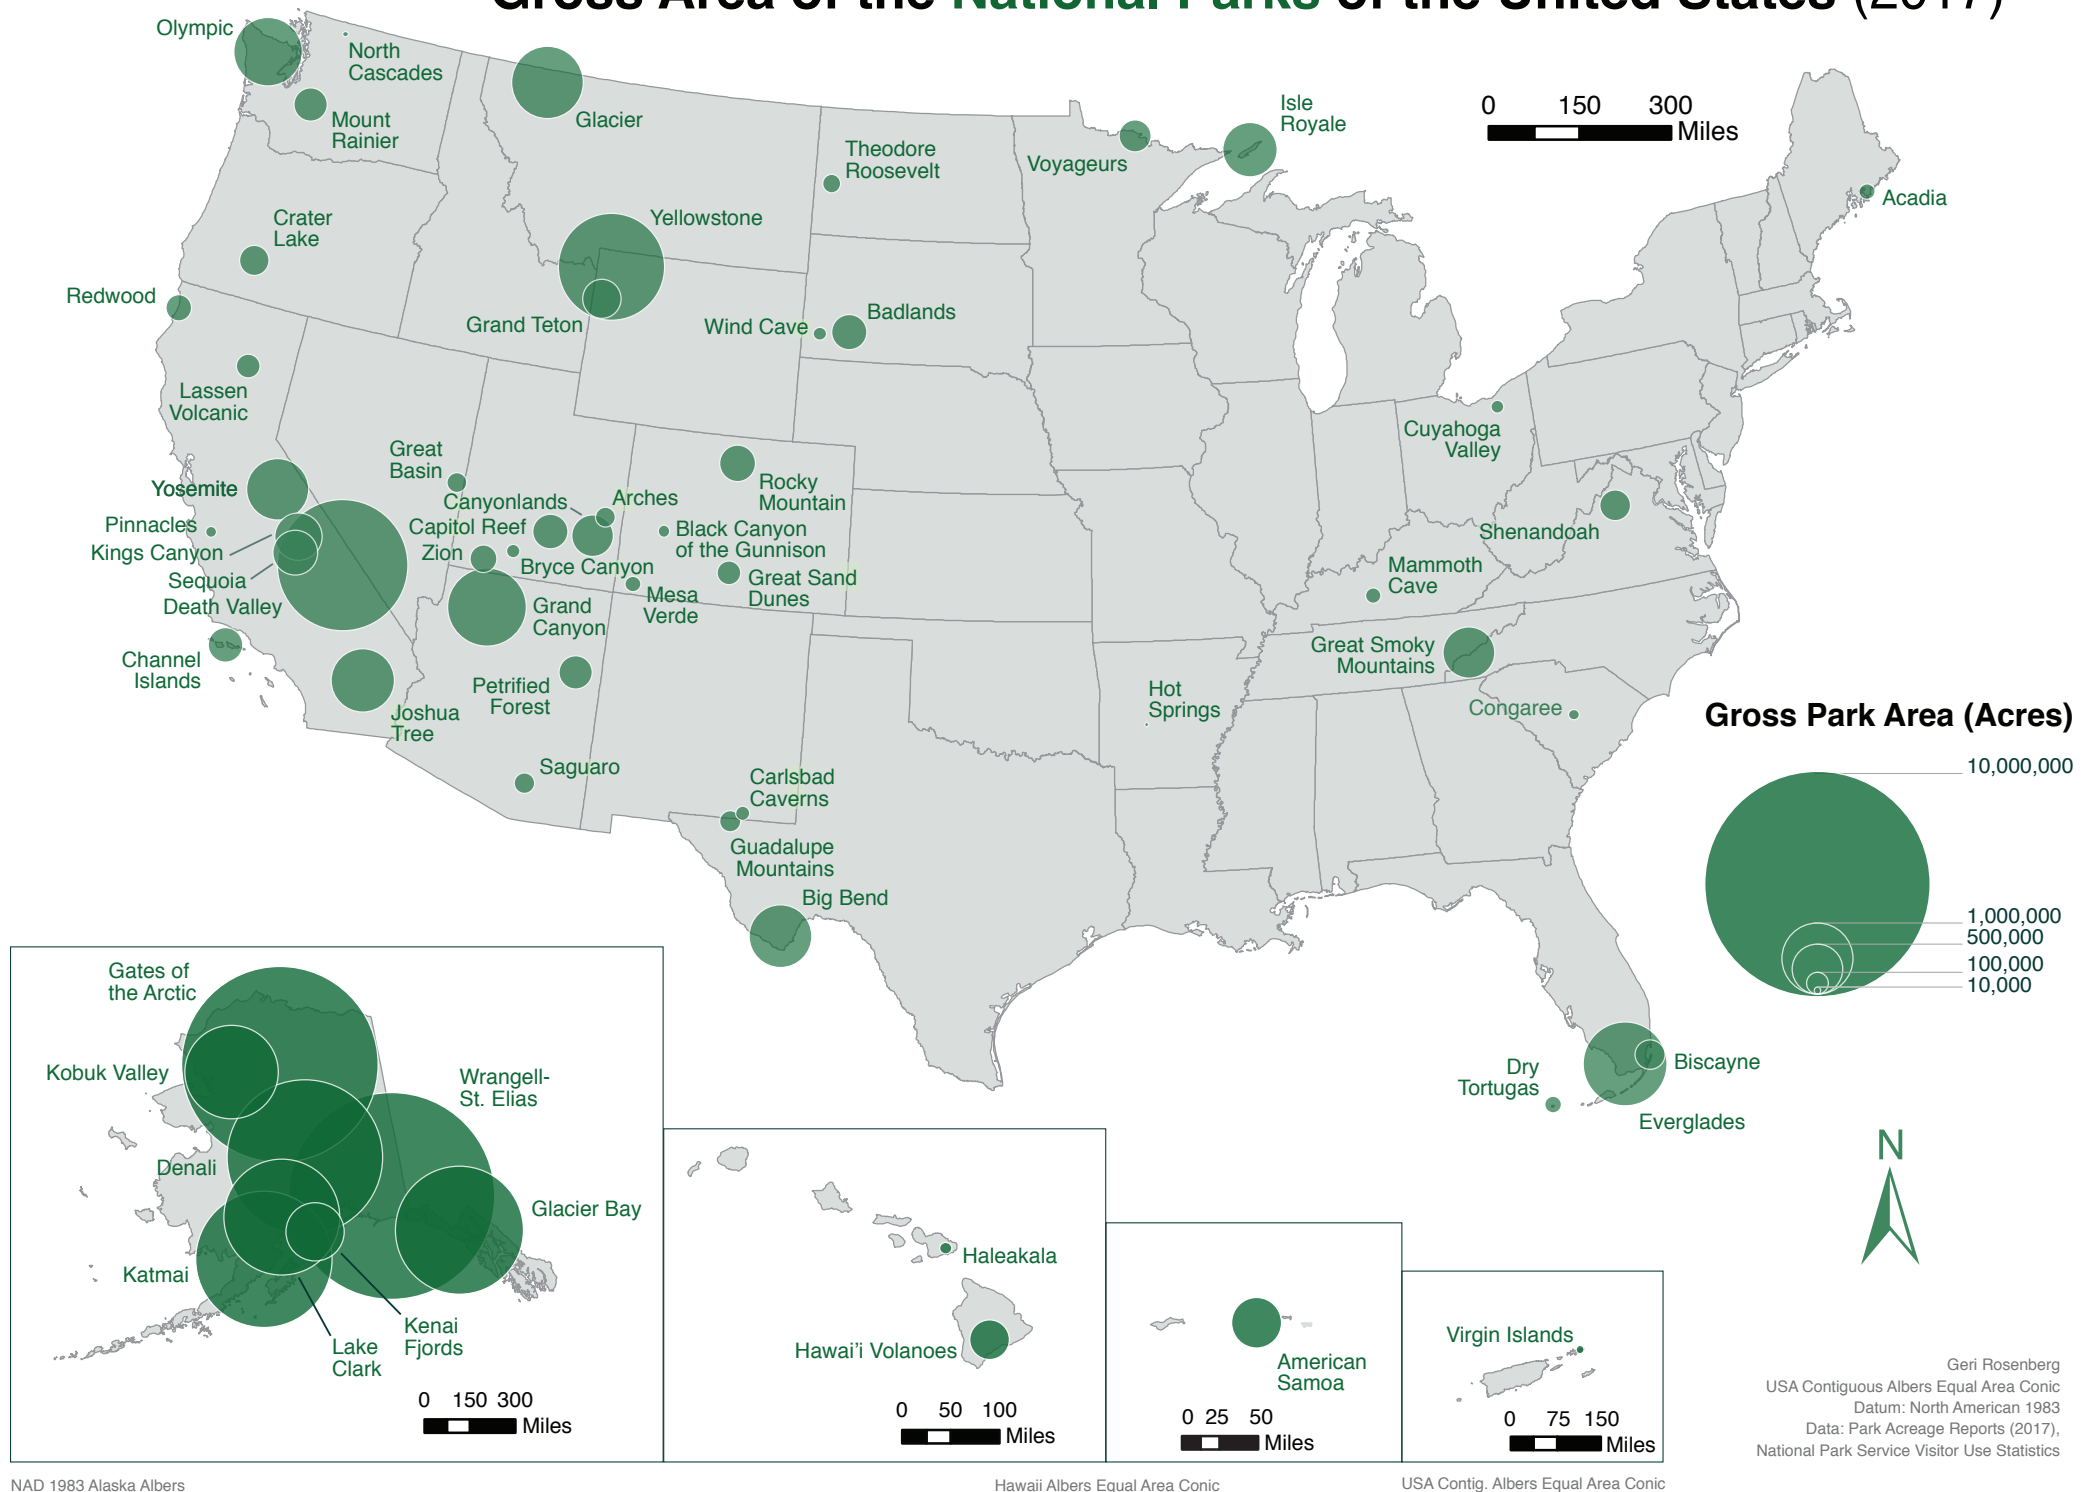 Gross Area of the National Parks of the United States (2017)
Olympic
North
Cascades
Mount
Rainier
Glacier
Theodore
Roosevelt
Voyageurs
Isle
Royale
0 150 300
Miles
Acadia
Crater
Lake
Yellowstone
Redwood
Grand Teton
Wind Cave
Badlands
Lassen
Volcanic
Cuyahoga
Valley
Great
Basin
Yosemite
Canyonlands
Arches
Rocky
Mountain
Pinnacles
Capitol Reef
Black Canyon
of the Gunnison
Shenandoah
Kings Canyon
Zion
Bryce Canyon
Sequoia
Mammoth
Cave
Death Valley
Grand
Canyon
Mesa
Verde
Great Sand
Dunes
Channel
Islands
Great Smoky
Mountains
Petrified
Forest
Joshua
Tree
Hot
Springs
Congaree
Saguaro
Carlsbad
Caverns
Guadalupe
Mountains
Big Bend
Gross Park Area (Acres)
10,000,000
1,000,000
500,000
100,000
10,000
Dry
Tortugas
Biscayne
Everglades
N
Gates of
the Arctic
Kobuk Valley
Wrangell-
St. Elias
Denali
Glacier Bay
Katmai
Kenai
Fjords
Lake
Clark
0 150 300
Miles
Haleakala
Hawai'i Volanoes
0 50 100
Miles
American
Samoa
0 25 50
Miles
Virgin Islands
0 75 150
Miles
Geri Rosenberg
USA Contiguous Albers Equal Area Conic
Datum: North American 1983
Data: Park Acreage Reports (2017),
National Park Service Visitor Use Statistics
NAD 1983 Alaska Albers
Hawaii Albers Equal Area Conic
USA Contig. Albers Equal Area Conic